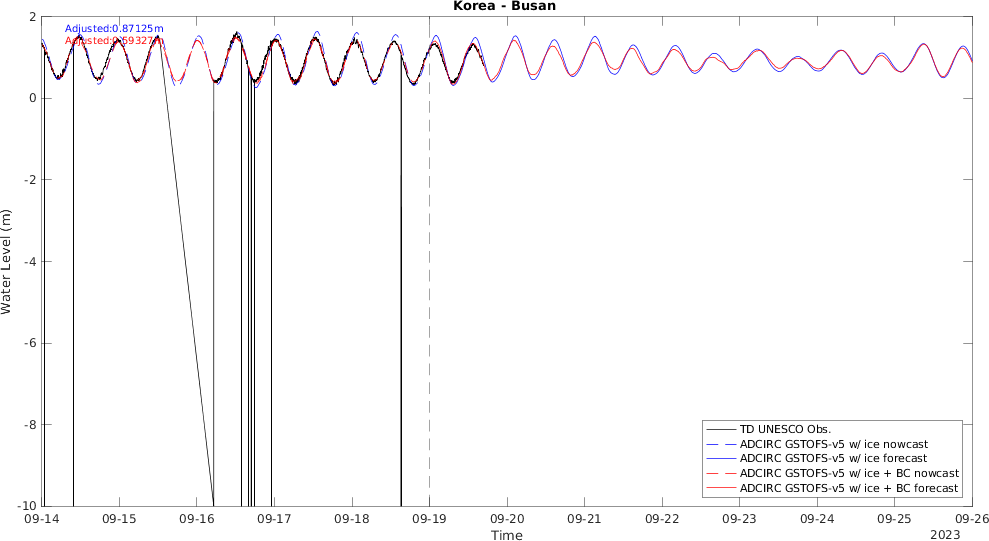 Korea - Busan
Adjusted:0.87125m
Water Level (m)
2
0
-2
-4
-6
-8
-10
09-14
09-15
09-16
09-17
09-18
09-19
09-20
09-21
09-22
09-23
09-24
09-25
09-26
Time
2023
TD UNESCO Obs.
ADCIRC GSTOFS-v5 w/ ice nowcast
ADCIRC GSTOFS-v5 w/ ice forecast
ADCIRC GSTOFS-v5 w/ ice + BC nowcast
ADCIRC GSTOFS-v5 w/ ice + BC forecast